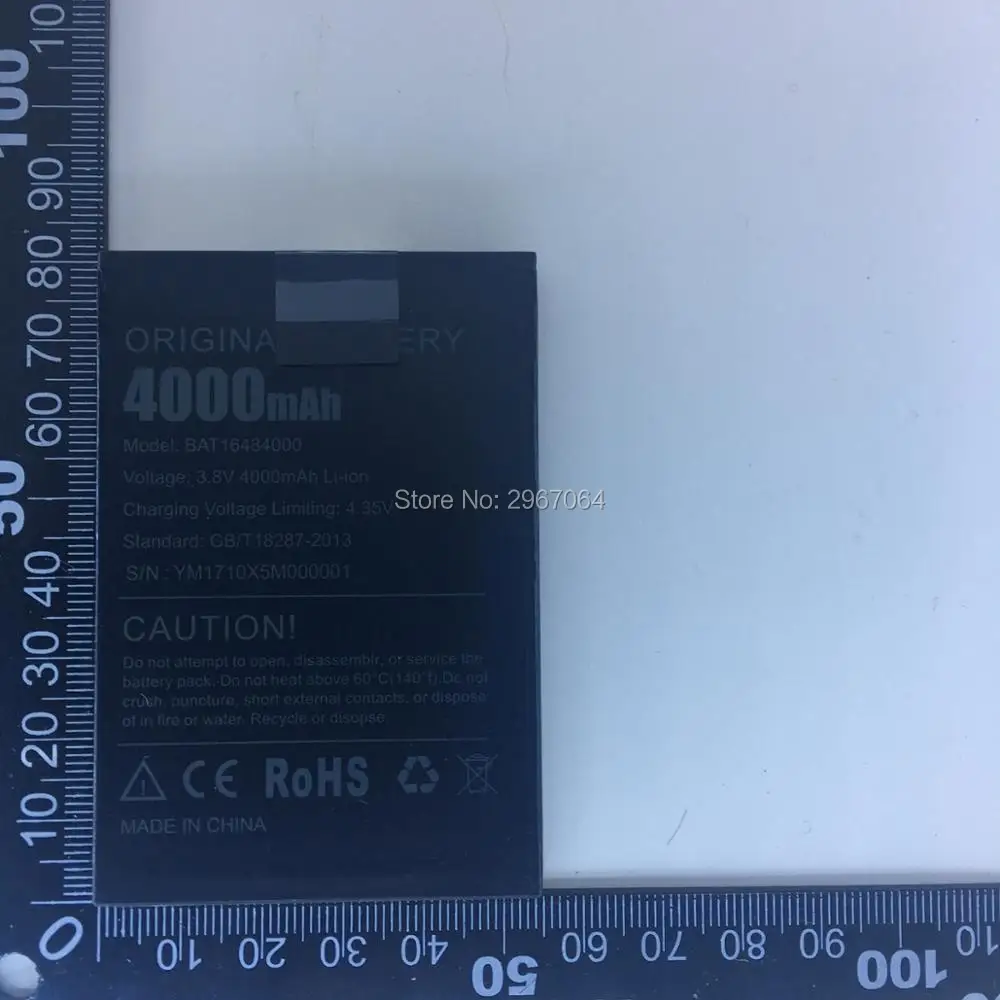 ORIGINA ERY
4000mAh
Model: BAT16484000
Voltage: 3.8V 4000mAh Li-ion
Charging Voltage Limiting: 4.35V
Standard: GB/T18287-2013
S/N : YM1710X5M000001
Store No: 2967064
CAUTION!
Do not attempt to open, disassemblr, or service the
battery pack. Do not heat above 60°C(140°f).Do not
crush, puncture, short external contacts, or dispose
of in fire or water. Recycle or disopse.
CE RoHS
MADE IN CHINA
100
90
80
70
60
50
40
30
20
10
0
10
20
30
40
50
60
70
80
90
100